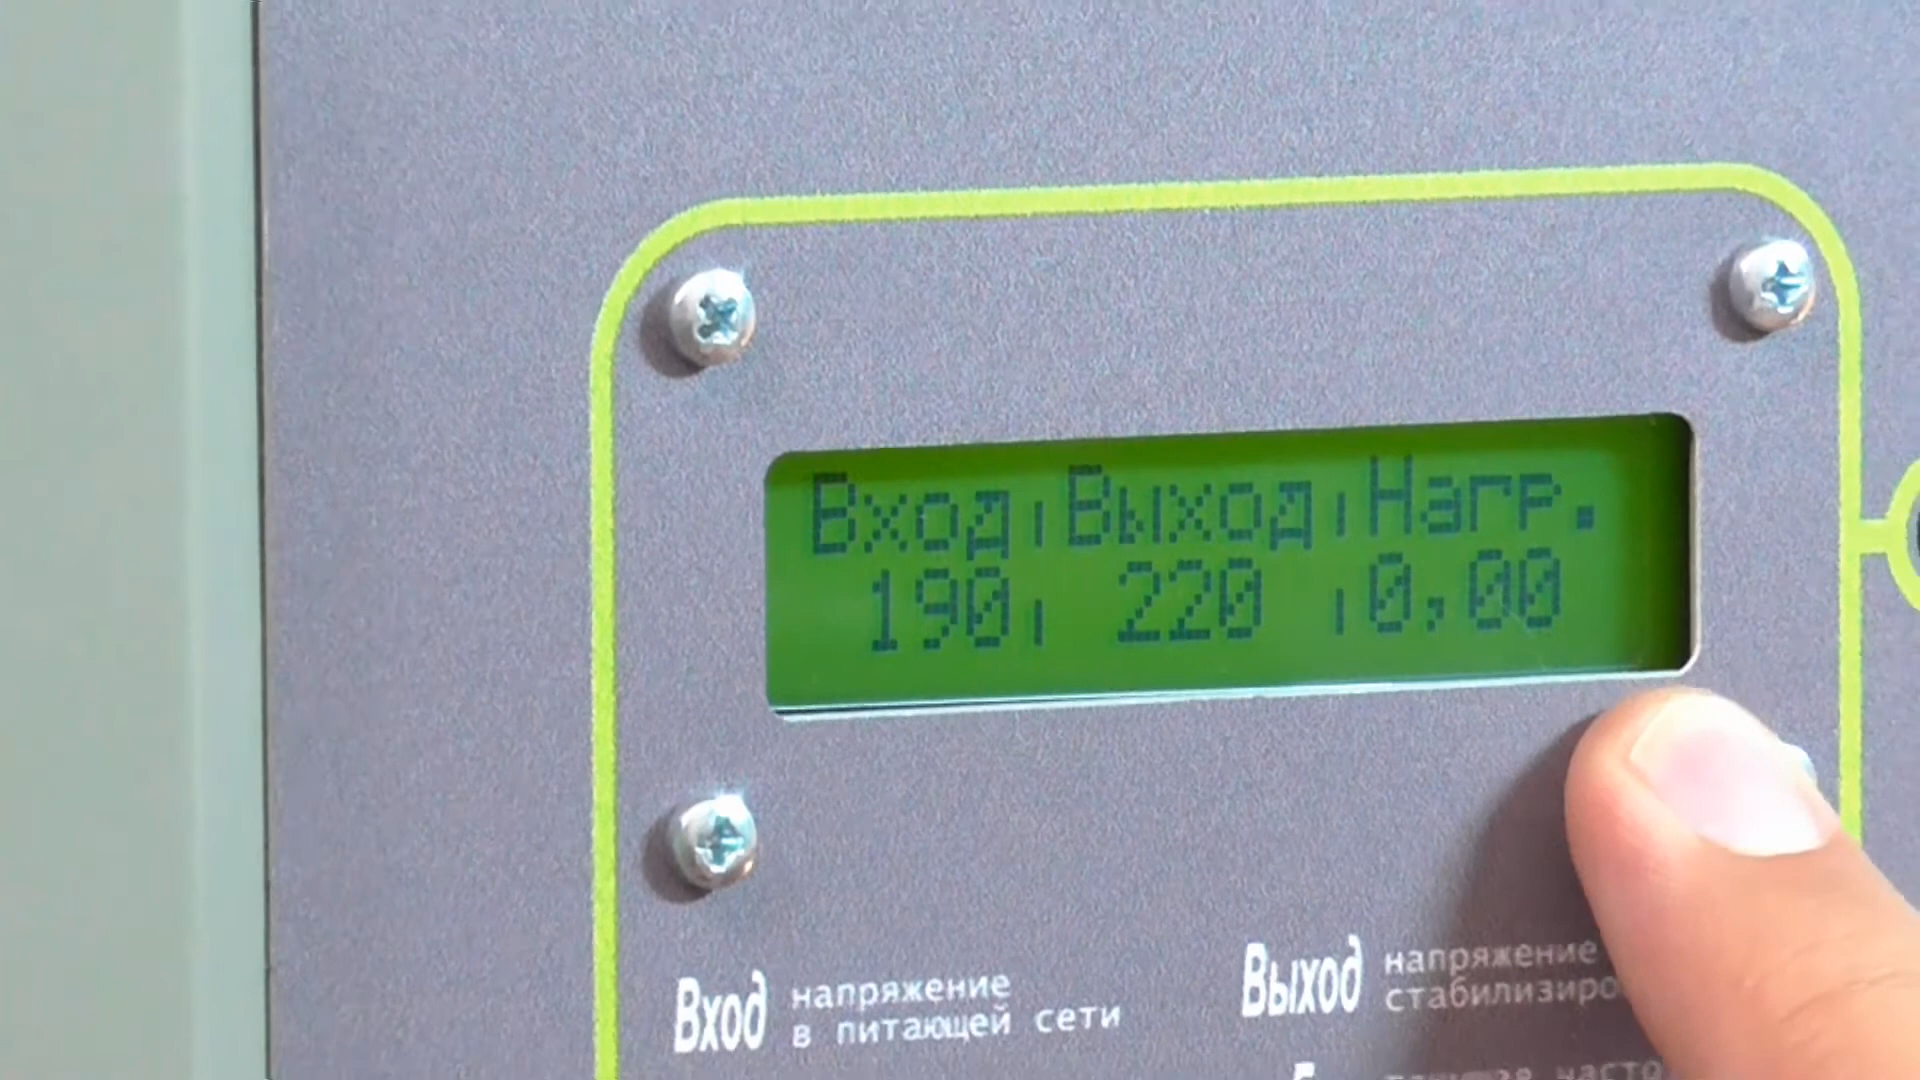 Вход Выход Нагр.
190 220 0,00
Вход напряжение
в питающей сети
Выход напряжение